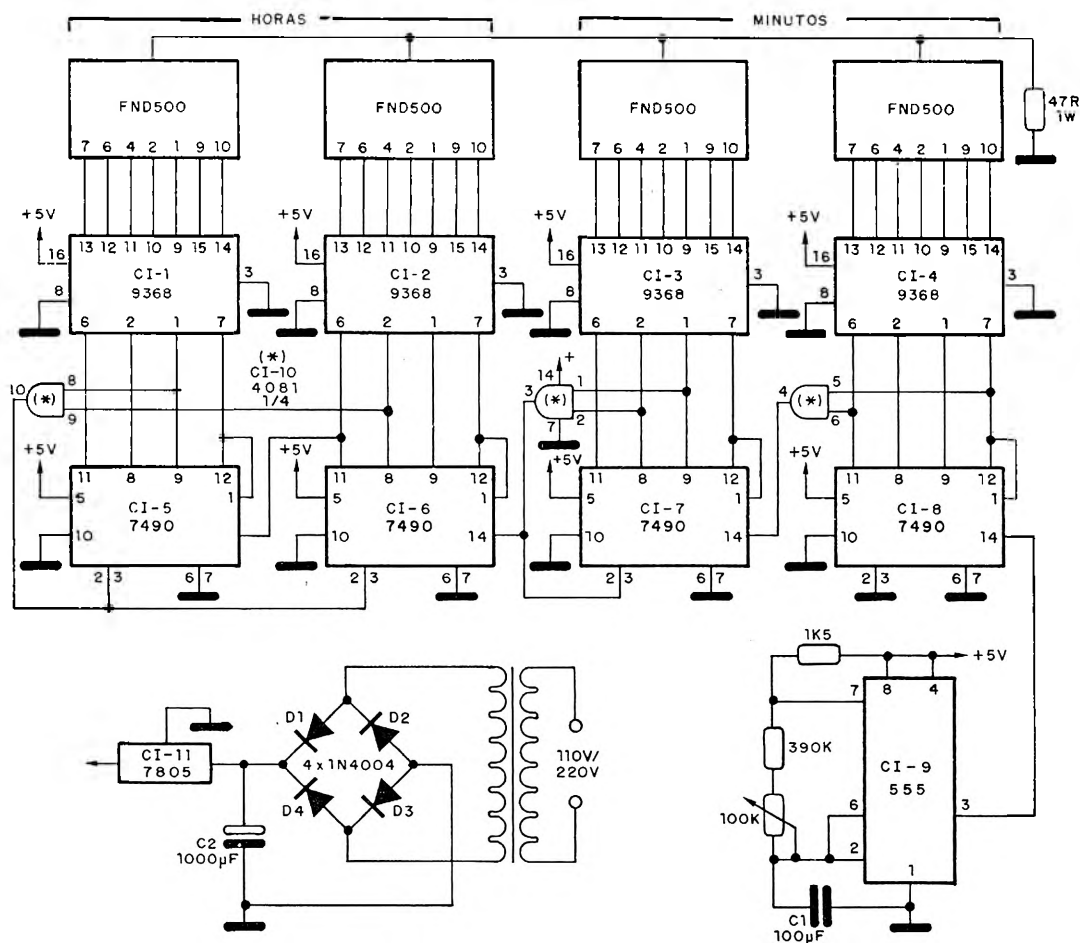 HORAS
MINUTOS
+5V
FND500
FND500
FND500
FND500
47R
1W
7 6 4 2 1 9 10
7 6 4 2 1 9 10
7 6 4 2 1 9 10
7 6 4 2 1 9 10
+5V
+5V
+5V
+5V
16
13 12 11 10 9 15 14
CI-1
9368
3
8
6 2 1 7
16
13 12 11 10 9 15 14
CI-2
9368
3
8
6 2 1 7
16
13 12 11 10 9 15 14
CI-3
9368
3
8
6 2 1 7
16
13 12 11 10 9 15 14
CI-4
9368
3
8
6 2 1 7
10
(*)
8
9
(*)
CI-10
4081
1/4
+
14
3
(*)
1
2
7
4
(*)
5
6
+5V
+5V
+5V
+5V
11 8 9 12
5
1
CI-5
7490
10
2 3 6 7
11 8 9 12
5
1
CI-6
7490
10
14
2 3 6 7
11 8 9 12
5
1
CI-7
7490
10
14
2 3 6 7
11 8 9 12
5
1
CI-8
7490
10
14
2 3 6 7
CI-11
7805
D1
D2
4x1N4004
D4
D3
C2
1000µF
110V/
220V
1K5
+5V
7
8
4
390K
CI-9
555
100K
6
3
2
1
C1
100µF